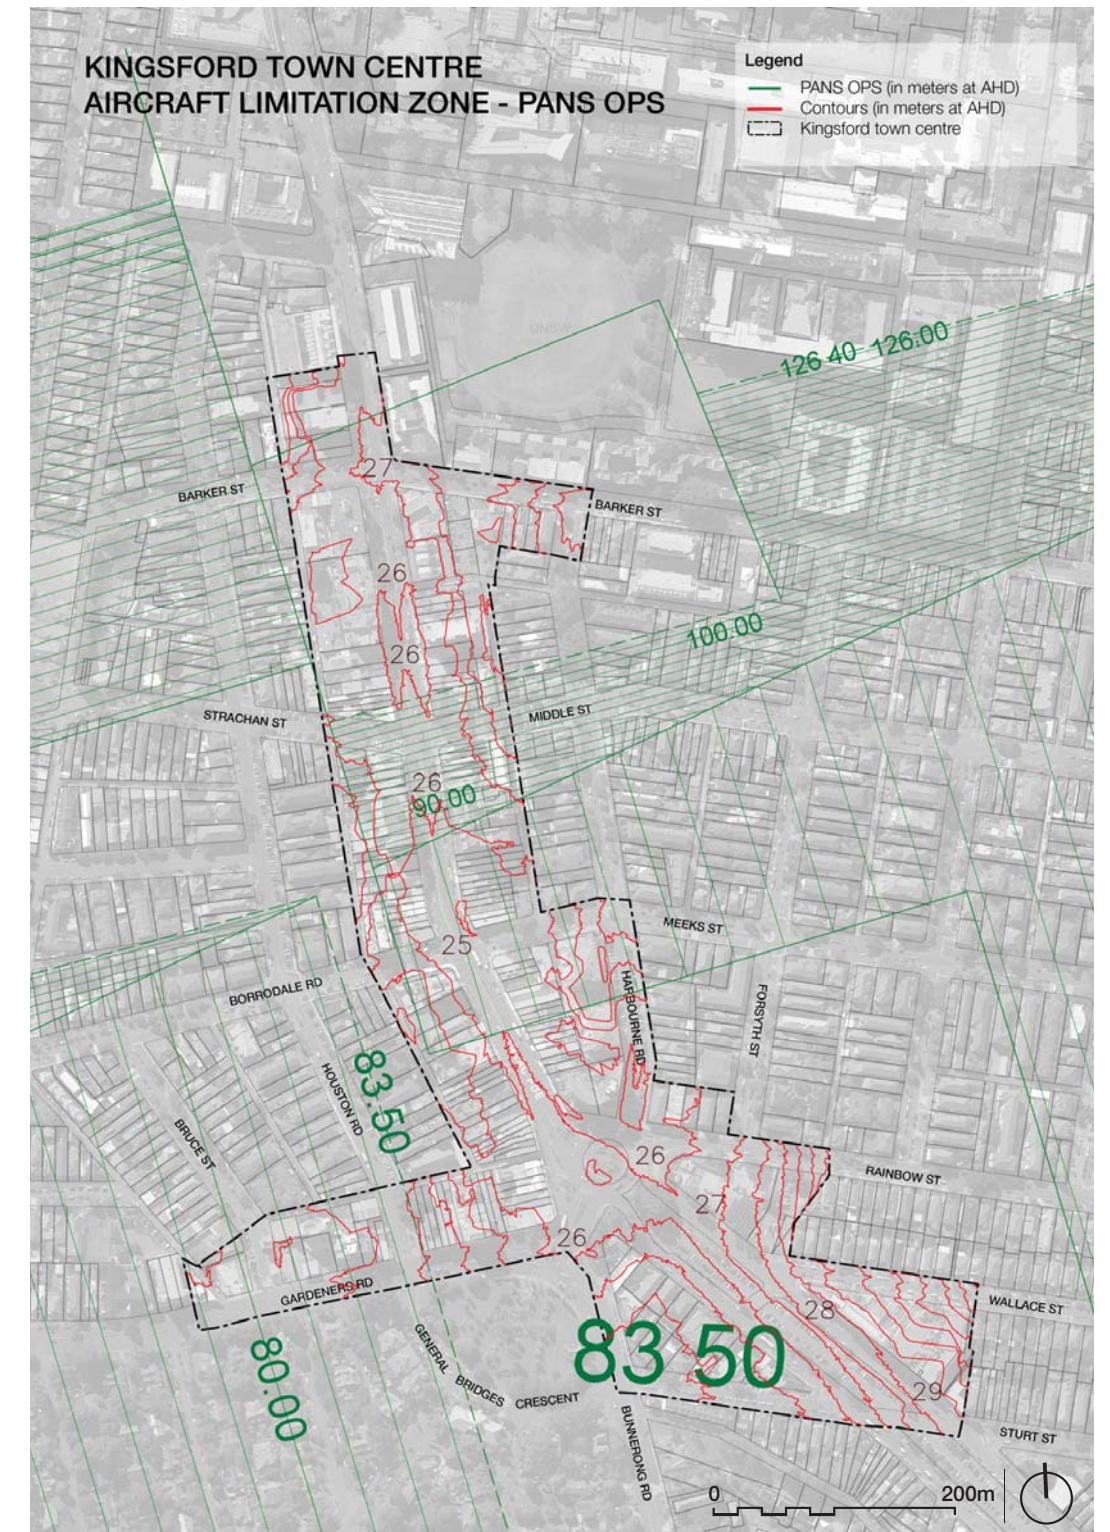 KINGSFORD TOWN CENTRE
AIRCRAFT LIMITATION ZONE - PANS OPS
Legend
PANS OPS (in meters at AHD)
Contours (in meters at AHD)
Kingsford town centre
UNSW
126.40 126.00
27
BARKER ST
BARKER ST
26
100.00
26
STRACHAN ST
MIDDLE ST
26
90.00
MEEKS ST
25
BORRODALE RD
HARBOURNE RD
FORSYTH ST
83.50
HOUSTON RD
BRUCE ST
26
RAINBOW ST
27
26
GARDENERS RD
WALLACE ST
28
83 50
80.00
GENERAL BRIDGES CRESCENT
29
BUNNERONG RD
STURT ST
0 200m